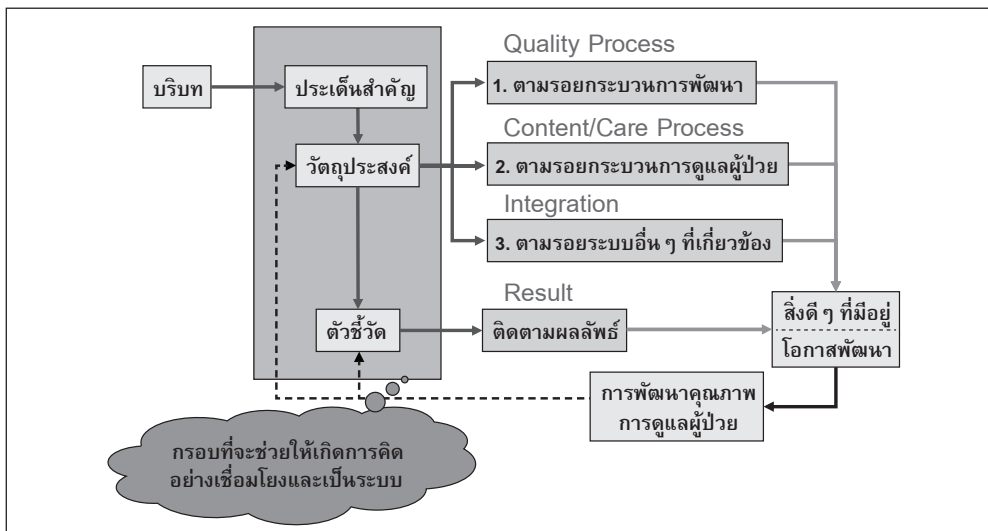 Quality Process
บริบท
ประเด็นสำคัญ
1. ตามรอยกระบวนการพัฒนา
Content/Care Process
วัตถุประสงค์
2. ตามรอยกระบวนการดูแลผู้ป่วย
Integration
3. ตามรอยระบบอื่น ๆ ที่เกี่ยวข้อง
Result
ตัวชี้วัด
ติดตามผลลัพธ์
สิ่งดี ๆ ที่มีอยู่
โอกาสพัฒนา
การพัฒนาคุณภาพ
การดูแลผู้ป่วย
กรอบที่จะช่วยให้เกิดการคิด
อย่างเชื่อมโยงและเป็นระบบ